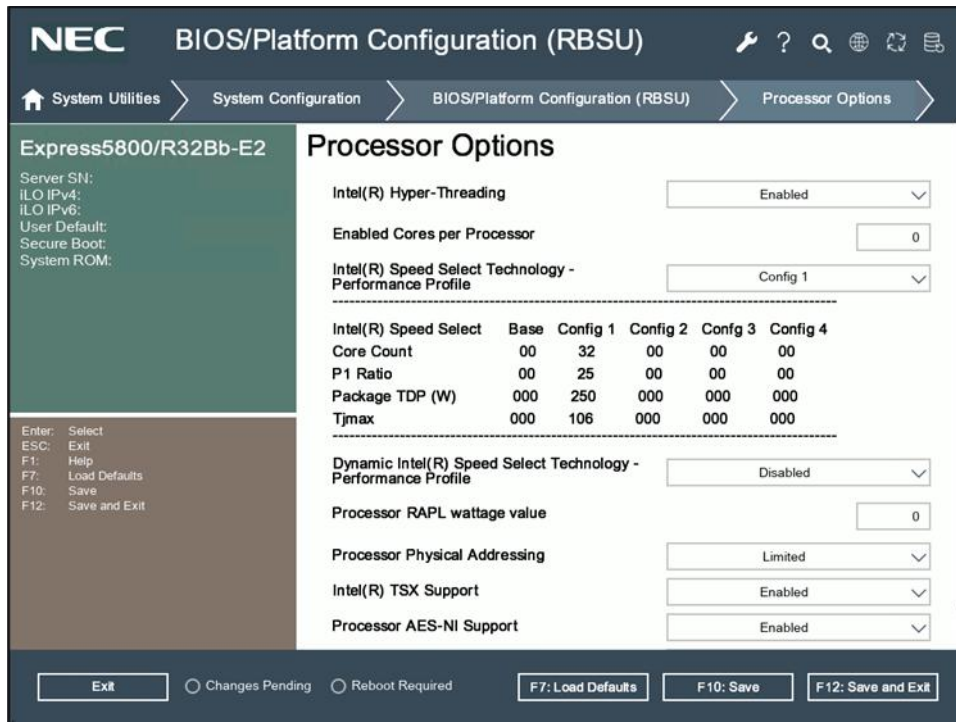 NEC BIOS/Platform Configuration (RBSU)
System Utilities System Configuration BIOS/Platform Configuration (RBSU) Processor Options
Express5800/R32Bb-E2
Server SN:
iLO IPv4:
iLO IPv6:
User Default:
Secure Boot:
System ROM:
Enter: Select
ESC: Exit
F1: Help
F7: Load Defaults
F10: Save
F12: Save and Exit
Processor Options
Intel(R) Hyper-Threading Enabled
Enabled Cores per Processor 0
Intel(R) Speed Select Technology -
Performance Profile Config 1
Intel(R) Speed Select Base Config 1 Config 2 Confg 3 Config 4
Core Count 00 32 00 00 00
P1 Ratio 00 25 00 00 00
Package TDP (W) 000 250 000 000 000
Tjmax 000 106 000 000 000
Dynamic Intel(R) Speed Select Technology -
Performance Profile Disabled
Processor RAPL wattage value 0
Processor Physical Addressing Limited
Intel(R) TSX Support Enabled
Processor AES-NI Support Enabled
Exit Changes Pending Reboot Required F7: Load Defaults F10: Save F12: Save and Exit